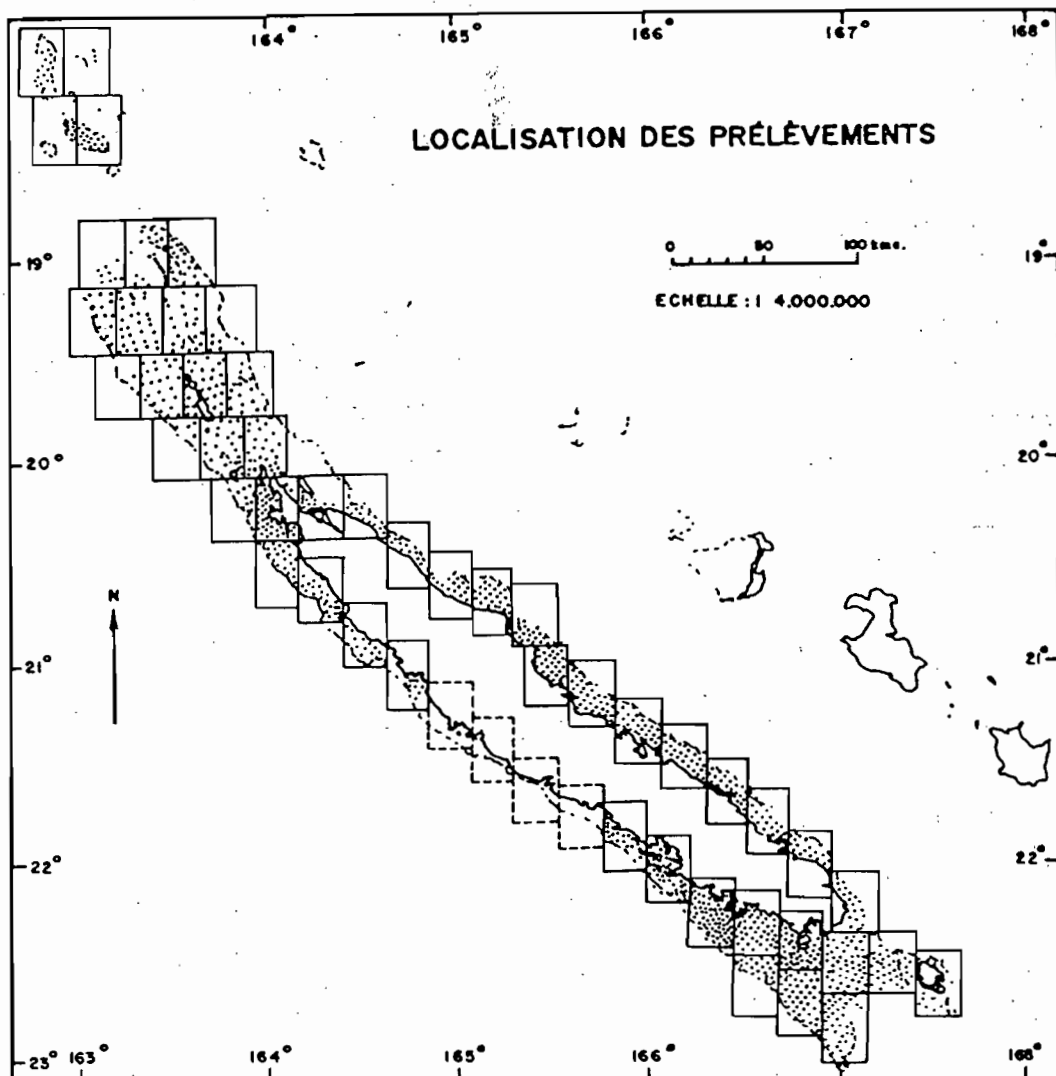 164° 165° 166° 167° 168°
LOCALISATION DES PRÉLÈVEMENTS
0 50 100 kms.
19° 19°
ECHELLE : 1 4.000.000
20° 20°
N
21° 21°
22° 22°
23° 163° 164° 165° 166° 167° 168°